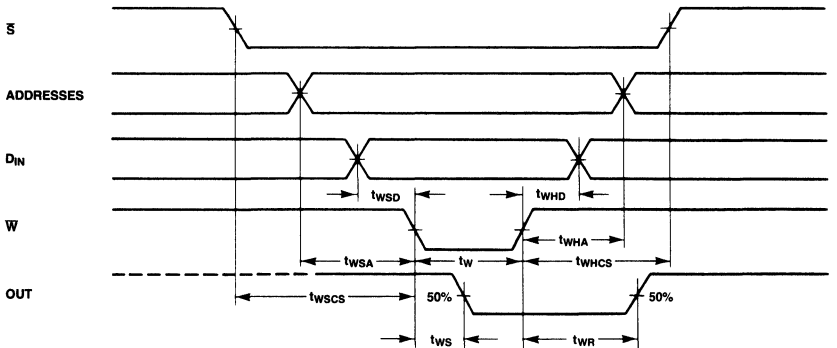 S̅
ADDRESSES
DIN
tWSD
tWHD
W̅
tWHA
tWSA
tW
tWHCS
OUT
tWSCS
50%
50%
tWS
tWR